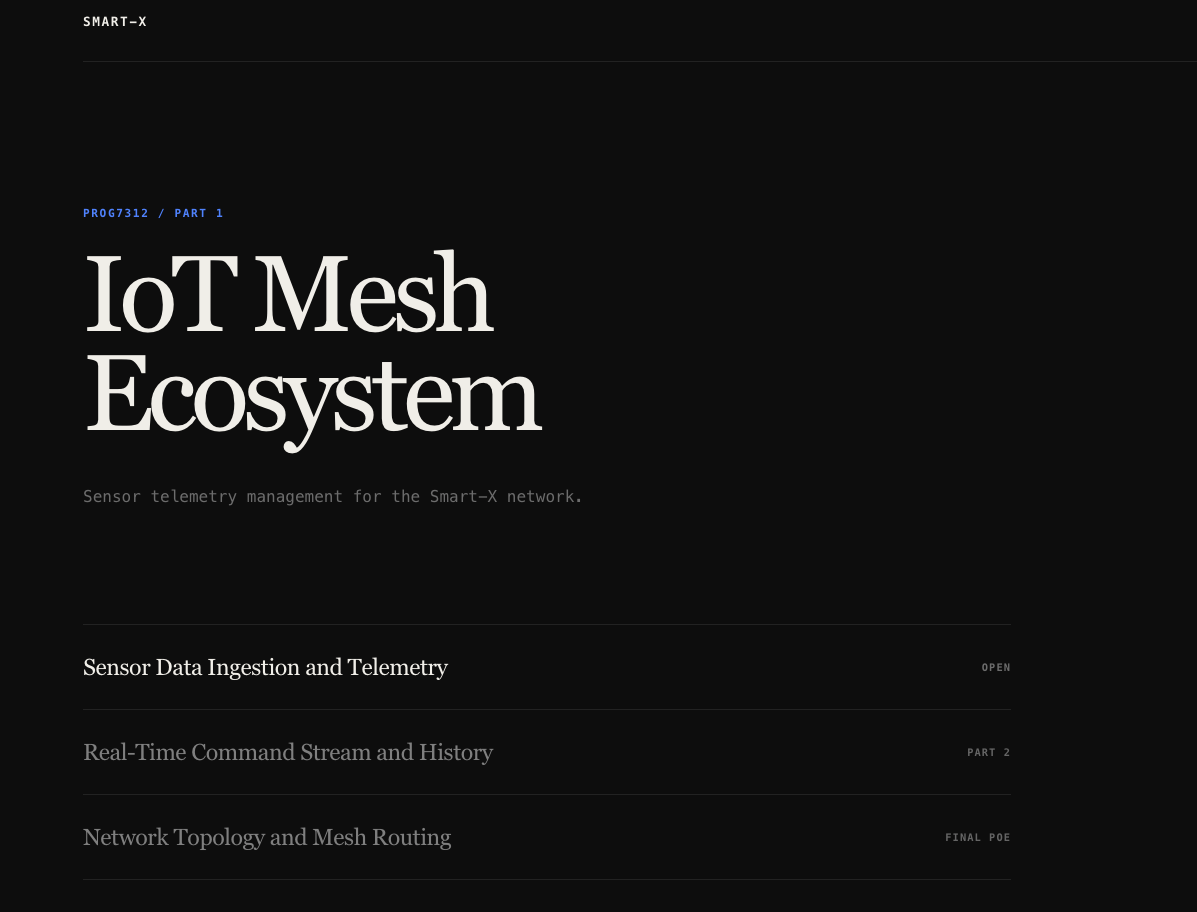 SMART-X
PROG7312 / PART 1
IoT Mesh
Ecosystem
Sensor telemetry management for the Smart-X network.
Sensor Data Ingestion and Telemetry
OPEN
Real-Time Command Stream and History
PART 2
Network Topology and Mesh Routing
FINAL POE